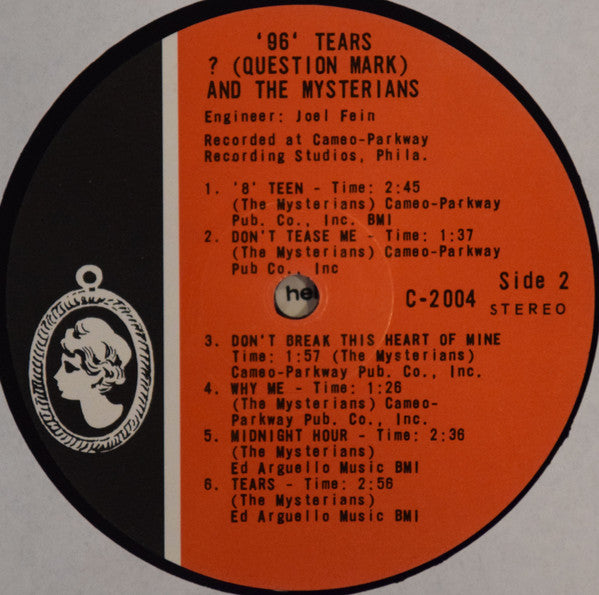 '96' TEARS
? (QUESTION MARK)
AND THE MYSTERIANS
Engineer: Joel Fein
Recorded at Cameo-Parkway
Recording Studios, Phila.
1. '8' TEEN - Time: 2:45
(The Mysterians) Cameo-Parkway
Pub. Co., Inc. BMI
2. DON'T TEASE ME - Time: 1:37
(The Mysterians) Cameo-Parkway
Pub Co., Inc
hel
Side 2
C-2004 STEREO
3. DON'T BREAK THIS HEART OF MINE
Time: 1:57 (The Mysterians)
Cameo-Parkway Pub. Co., Inc.
4. WHY ME - Time: 1:26
(The Mysterians) Cameo-
Parkway Pub. Co., Inc.
5. MIDNIGHT HOUR - Time: 2:36
(The Mysterians)
Ed Arguello Music BMI
6. TEARS - Time: 2:56
(The Mysterians)
Ed Arguello Music BMI